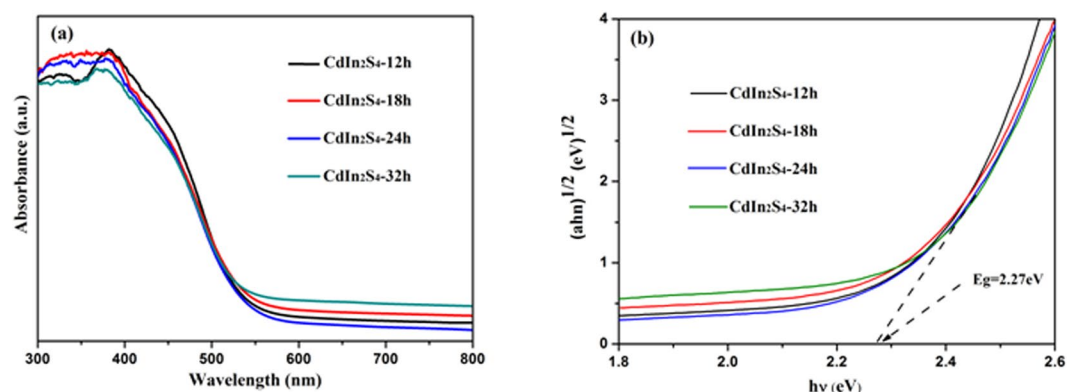 (a)
CdIn2S4-12h
CdIn2S4-18h
CdIn2S4-24h
CdIn2S4-32h
Absorbance (a.u.)
300 400 500 600 700 800
Wavelength (nm)
(b)
CdIn2S4-12h
CdIn2S4-18h
CdIn2S4-24h
CdIn2S4-32h
Eg=2.27eV
(ahn)1/2 (eV)1/2
4
3
2
1
0
1.8 2.0 2.2 2.4 2.6
hν (eV)